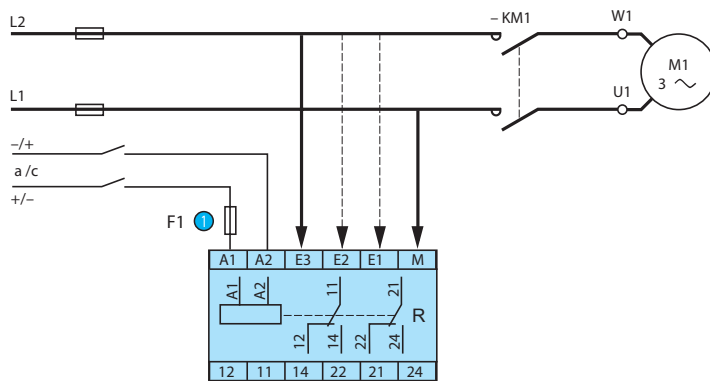 L2
– KM1
W1
M1
3
L1
U1
–/+
a /c
+/–
F1 1
A1 A2 E3 E2 E1 M
A1 A2 11 21
R
12 14 22 24
12 11 14 22 21 24